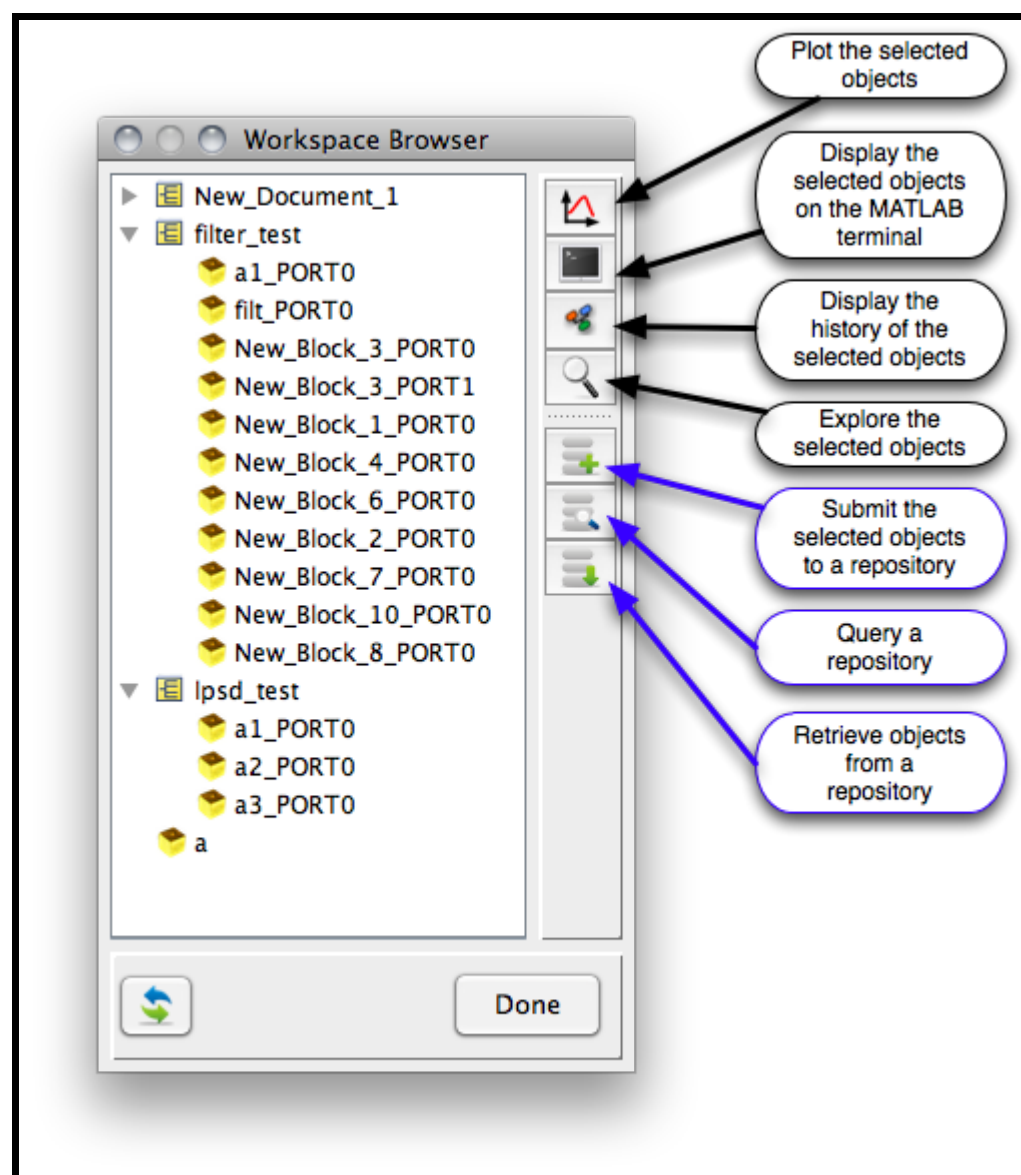 Workspace Browser
New_Document_1
filter_test
a1_PORT0
filt_PORT0
New_Block_3_PORT0
New_Block_3_PORT1
New_Block_1_PORT0
New_Block_4_PORT0
New_Block_6_PORT0
New_Block_2_PORT0
New_Block_7_PORT0
New_Block_10_PORT0
New_Block_8_PORT0
lpsd_test
a1_PORT0
a2_PORT0
a3_PORT0
a
Done
Plot the selected
objects
Display the
selected objects
on the MATLAB
terminal
Display the
history of the
selected objects
Explore the
selected objects
Submit the
selected objects
to a repository
Query a
repository
Retrieve objects
from a
repository